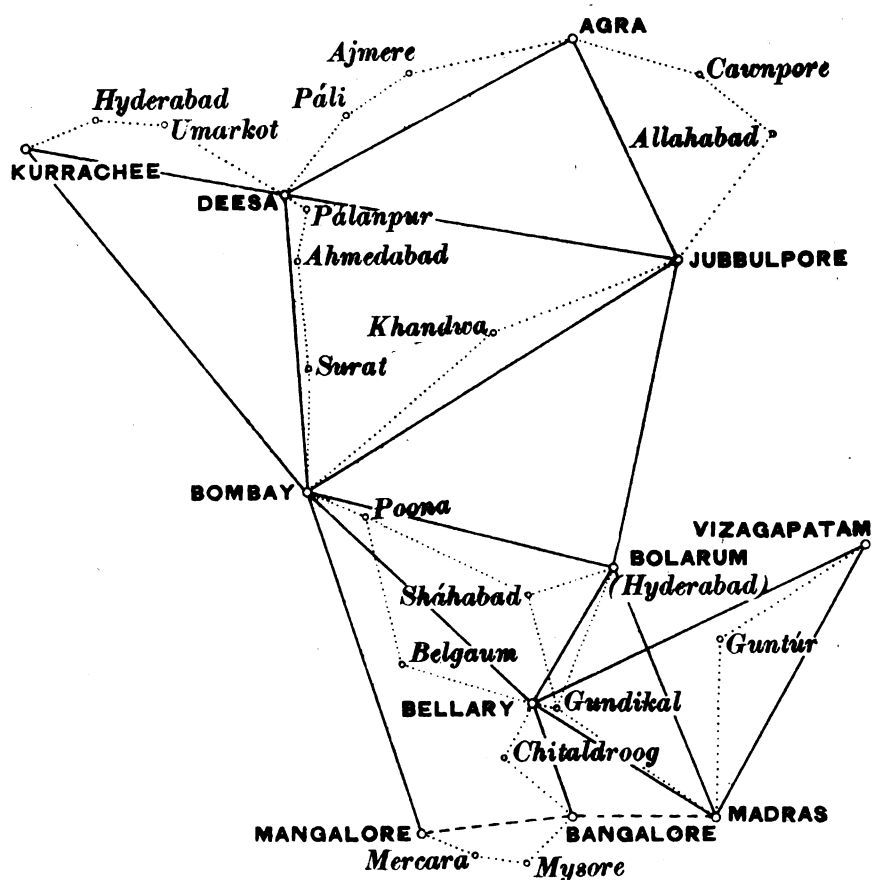 AGRA
Ajmere
Cawnpore
Hyderabad
Páli
Umarkot
Allahabad
KURRACHEE
DEESA
Pálanpur
Ahmedabad
JUBBULPORE
Khandwa
Surat
BOMBAY
Poona
VIZAGAPATAM
BOLARUM
(Hyderabad)
Sháhabad
Guntúr
Belgaum
BELLARY
Gundikal
Chitaldroog
MADRAS
MANGALORE
BANGALORE
Mercara
Mysore